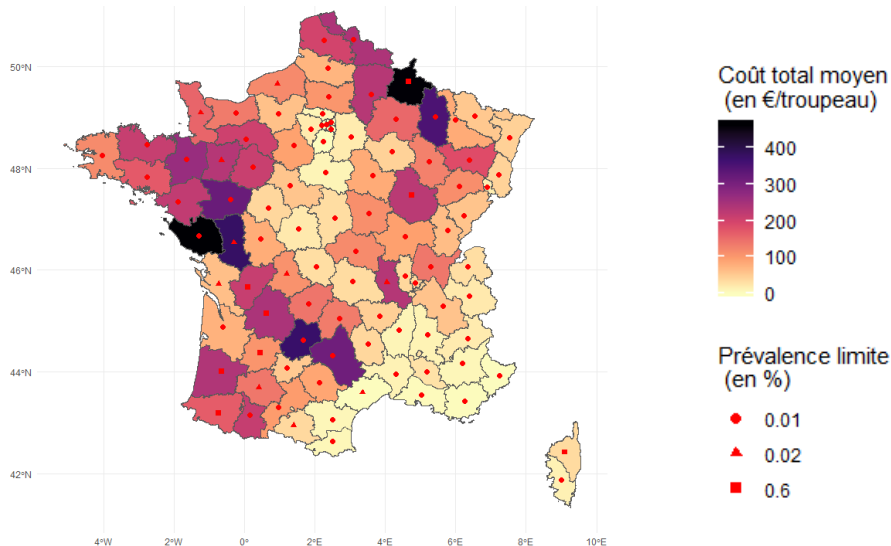 50°N
48°N
46°N
44°N
42°N
4°W
2°W
0°
2°E
4°E
6°E
8°E
10°E
Coût total moyen
(en €/troupeau)
400
300
200
100
0
Prévalence limite
(en %)
0.01
0.02
0.6